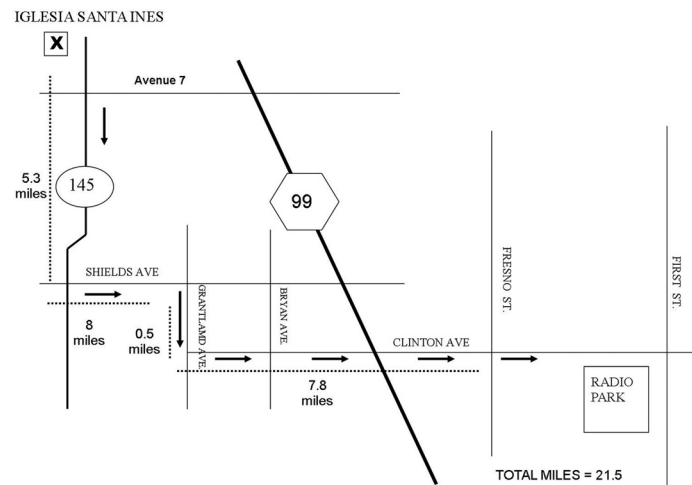 IGLESIA SANTA INES
X
Avenue 7
5.3
miles
145
99
SHIELDS AVE
GRANTLAMD AVE.
BRYAN AVE.
FRESNO ST.
FIRST ST.
8
miles
0.5
miles
CLINTON AVE
7.8
miles
RADIO
PARK
TOTAL MILES = 21.5